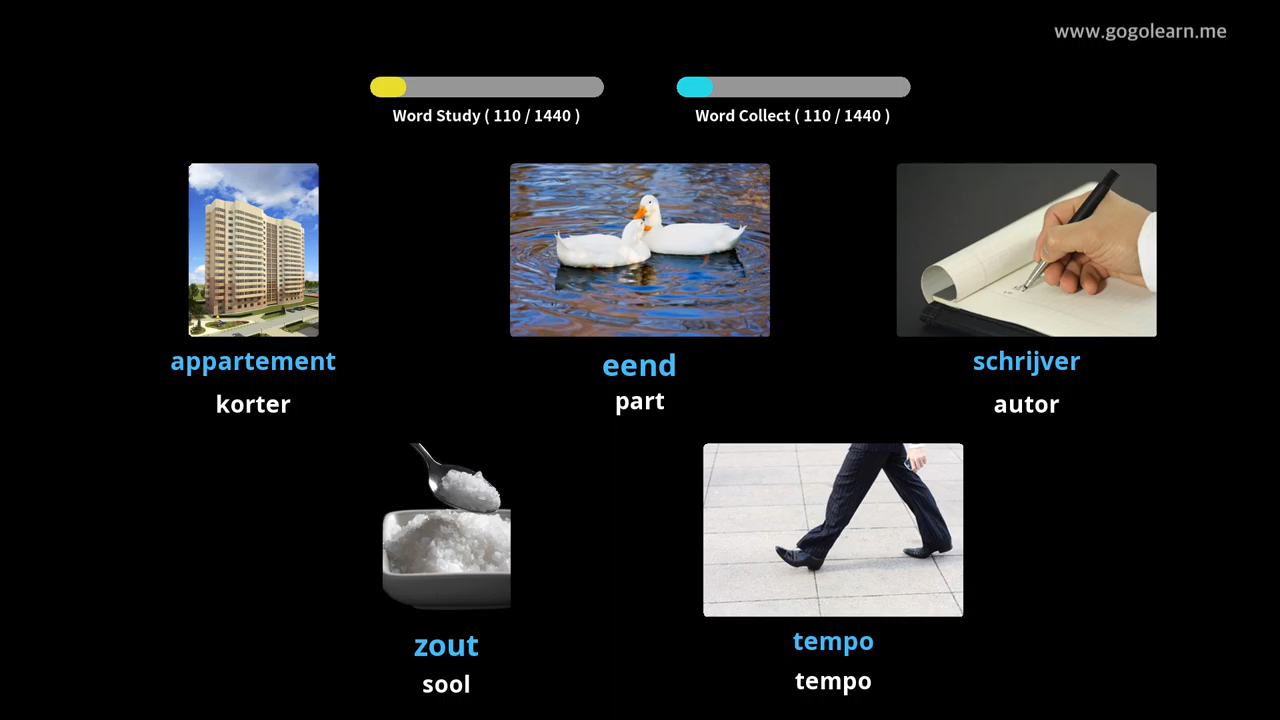 www.gogolearn.me
Word Study ( 110 / 1440 )
Word Collect ( 110 / 1440 )
appartement
korter
eend
part
schrijver
autor
zout
sool
tempo
tempo